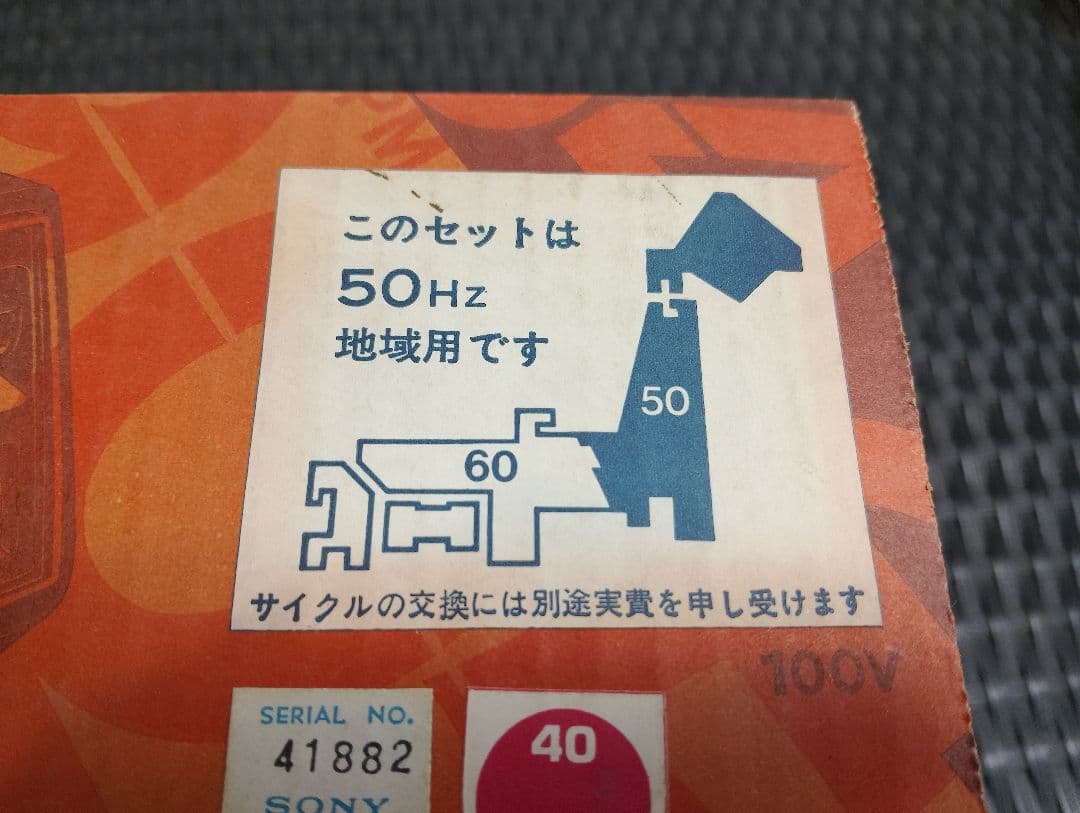 このセットは
50Hz
地域用です
50
60
サイクルの交換には別途実費を申し受けます
100V
SERIAL NO.
41882
SONY
40